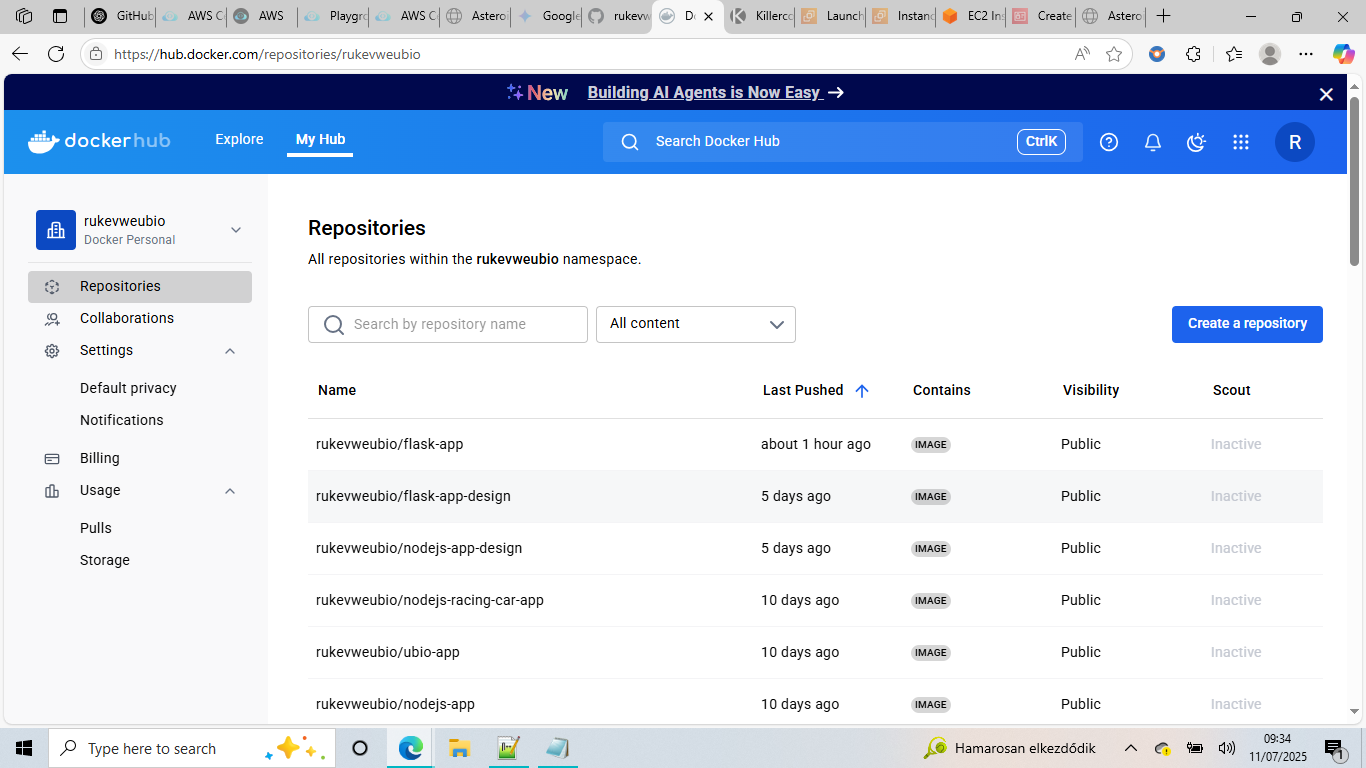 GitHub
AWS Co
AWS
Playgro
AWS Co
Asteroi
Google
rukevw
Do
Killerco
Launch
Instanc
EC2 Ins
Create
Astero
https://hub.docker.com/repositories/rukevweubio
New Building AI Agents is Now Easy →
docker hub Explore My Hub Search Docker Hub CtrlK R
rukevweubio
Docker Personal
Repositories
Collaborations
Settings
Default privacy
Notifications
Billing
Usage
Pulls
Storage
Repositories
All repositories within the rukevweubio namespace.
Search by repository name All content Create a repository
Name Last Pushed Contains Visibility Scout
rukevweubio/flask-app about 1 hour ago IMAGE Public Inactive
rukevweubio/flask-app-design 5 days ago IMAGE Public Inactive
rukevweubio/nodejs-app-design 5 days ago IMAGE Public Inactive
rukevweubio/nodejs-racing-car-app 10 days ago IMAGE Public Inactive
rukevweubio/ubio-app 10 days ago IMAGE Public Inactive
rukevweubio/nodejs-app 10 days ago IMAGE Public Inactive
Type here to search
Hamarosan elkezdődik
09:34
11/07/2025
1